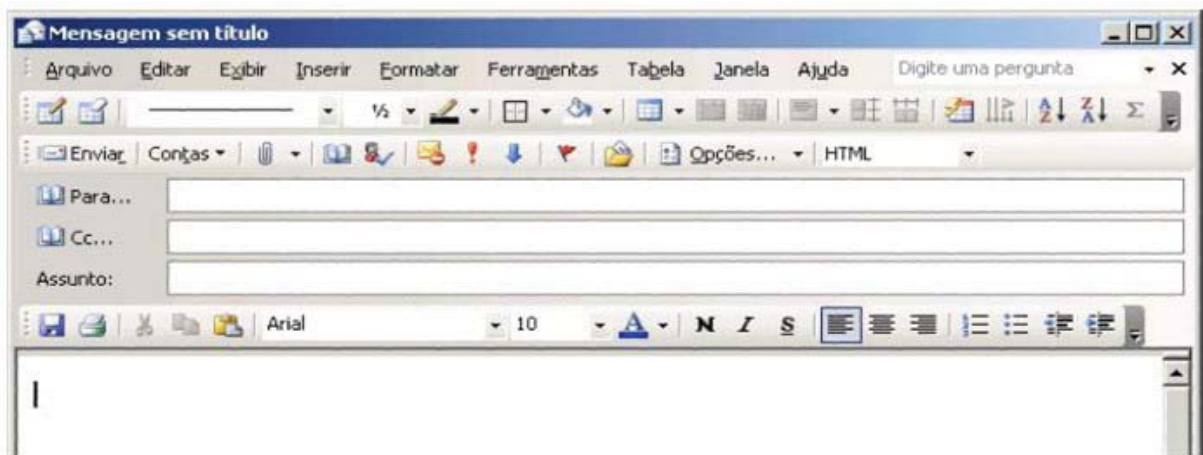 Mensagem sem título
Arquivo Editar Exibir Inserir Formatar Ferramentas Tabela Janela Ajuda Digite uma pergunta
½
Enviar Contas Opções... HTML
Para...
Cc...
Assunto:
Arial 10 A N I S